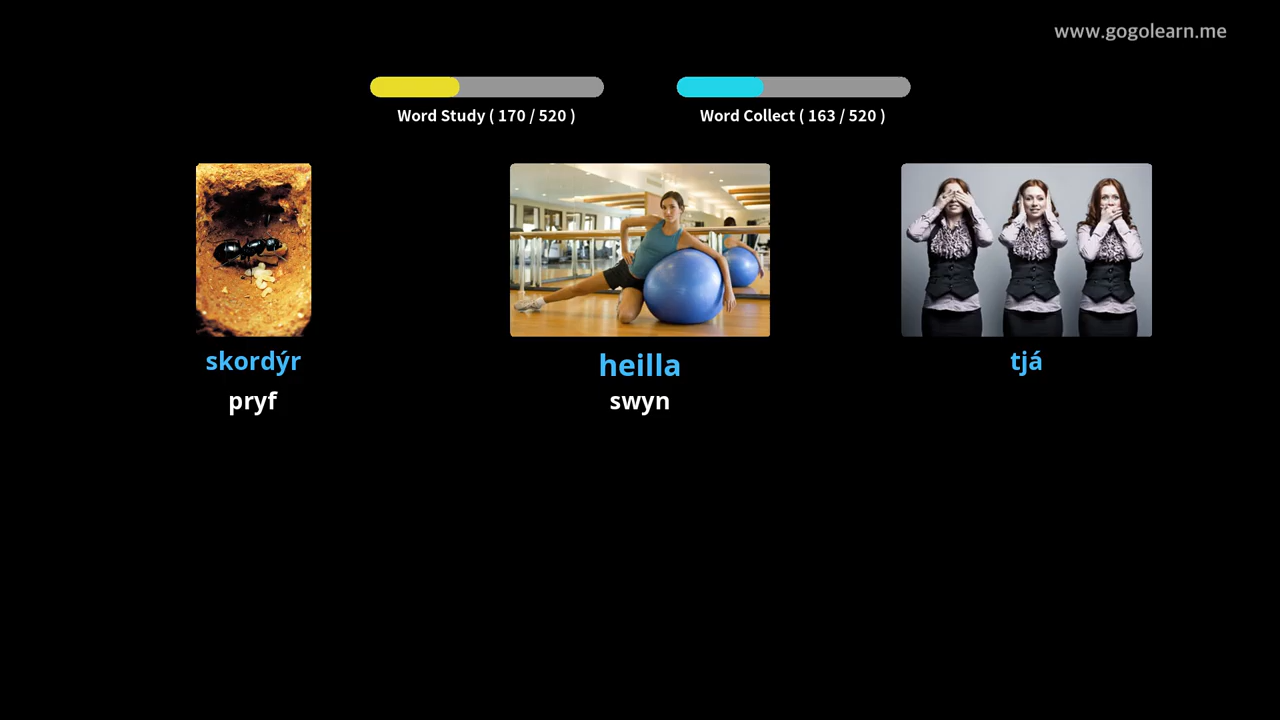 www.gogolearn.me
Word Study ( 170 / 520 )
Word Collect ( 163 / 520 )
skordýr
heilla
tjá
pryf
swyn